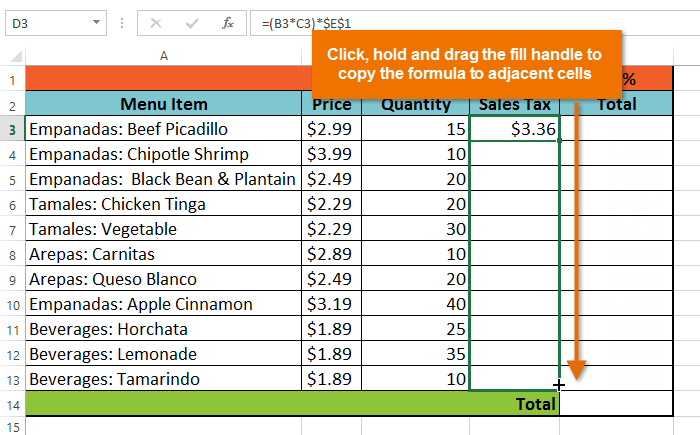 D3 fx =(B3*C3)*$E$1
Click, hold and drag the fill handle to
copy the formula to adjacent cells
A
1 %
2 Menu Item Price Quantity Sales Tax Total
3 Empanadas: Beef Picadillo $2.99 15 $3.36
4 Empanadas: Chipotle Shrimp $3.99 10
5 Empanadas: Black Bean & Plantain $2.49 20
6 Tamales: Chicken Tinga $2.29 20
7 Tamales: Vegetable $2.29 30
8 Arepas: Carnitas $2.89 10
9 Arepas: Queso Blanco $2.49 20
10 Empanadas: Apple Cinnamon $3.19 40
11 Beverages: Horchata $1.89 25
12 Beverages: Lemonade $1.89 35
13 Beverages: Tamarindo $1.89 10
14 Total
15